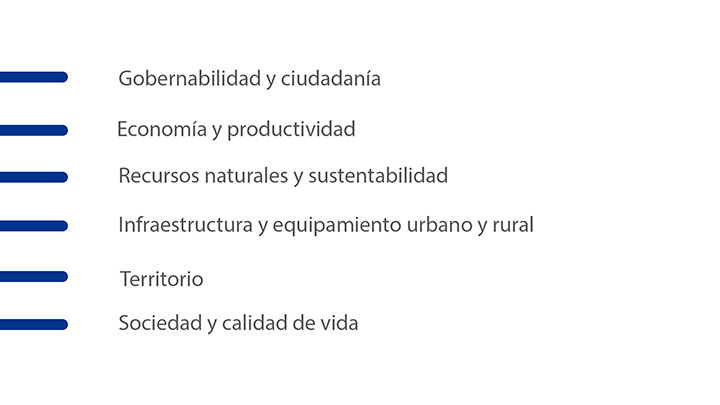 Gobernabilidad y ciudadanía
Economía y productividad
Recursos naturales y sustentabilidad
Infraestructura y equipamiento urbano y rural
Territorio
Sociedad y calidad de vida